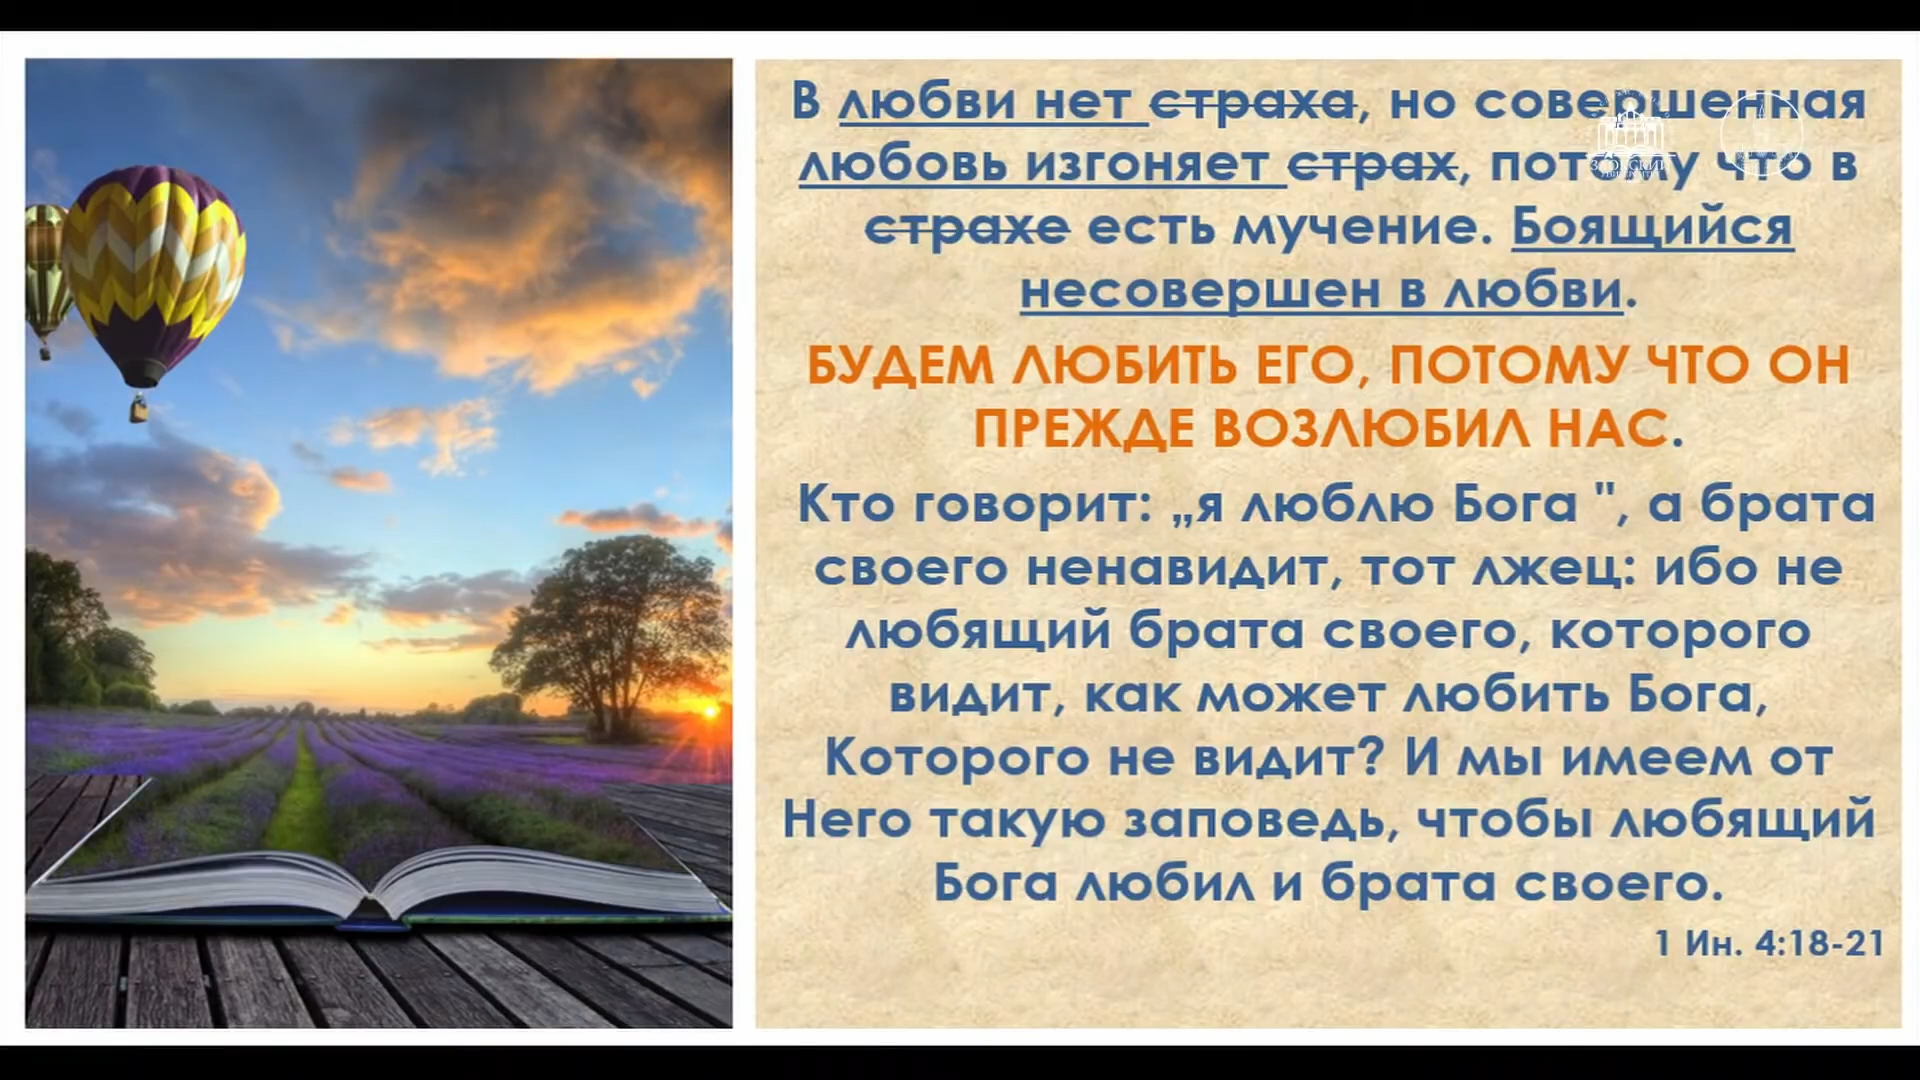 В любви нет страха, но совершенная
любовь изгоняет страх, потому что в
страхе есть мучение. Боящийся
несовершен в любви.
БУДЕМ ЛЮБИТЬ ЕГО, ПОТОМУ ЧТО ОН
ПРЕЖДЕ ВОЗЛЮБИЛ НАС.
Кто говорит: „я люблю Бога ", а брата
своего ненавидит, тот лжец: ибо не
любящий брата своего, которого
видит, как может любить Бога,
Которого не видит? И мы имеем от
Него такую заповедь, чтобы любящий
Бога любил и брата своего.
1 Ин. 4:18-21
ЗАОКСКИЙ
УНИВЕРСИТЕТ